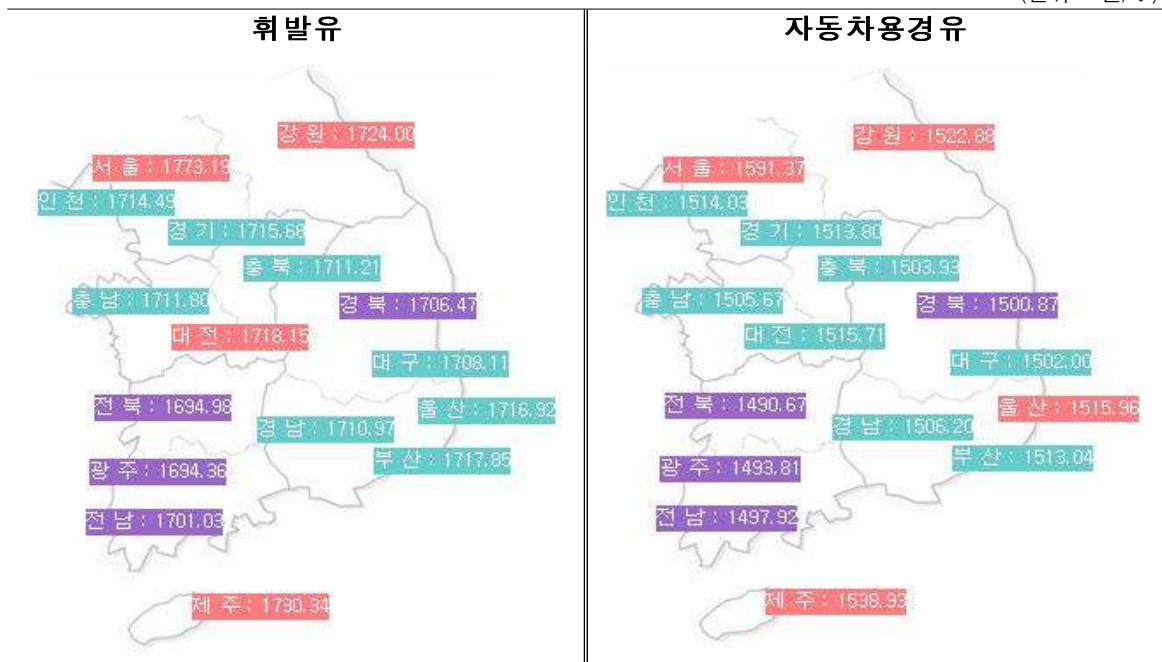 휘발유
강 원 : 1724.00
서 울 : 1773.19
인 천 : 1714.49
경 기 : 1715.68
충 북 : 1711.21
충 남 : 1711.80
경 북 : 1706.47
대 전 : 1718.15
대 구 : 1708.11
전 북 : 1694.98
울 산 : 1716.92
경 남 : 1710.97
부 산 : 1717.85
광 주 : 1694.36
전 남 : 1701.03
제 주 : 1730.34
자동차용경유
강 원 : 1522.88
서 울 : 1591.37
인 천 : 1514.03
경 기 : 1513.80
충 북 : 1503.93
충 남 : 1505.67
경 북 : 1500.87
대 전 : 1515.71
대 구 : 1502.00
전 북 : 1490.67
울 산 : 1515.96
경 남 : 1506.20
부 산 : 1513.04
광 주 : 1493.81
전 남 : 1497.92
제 주 : 1538.93